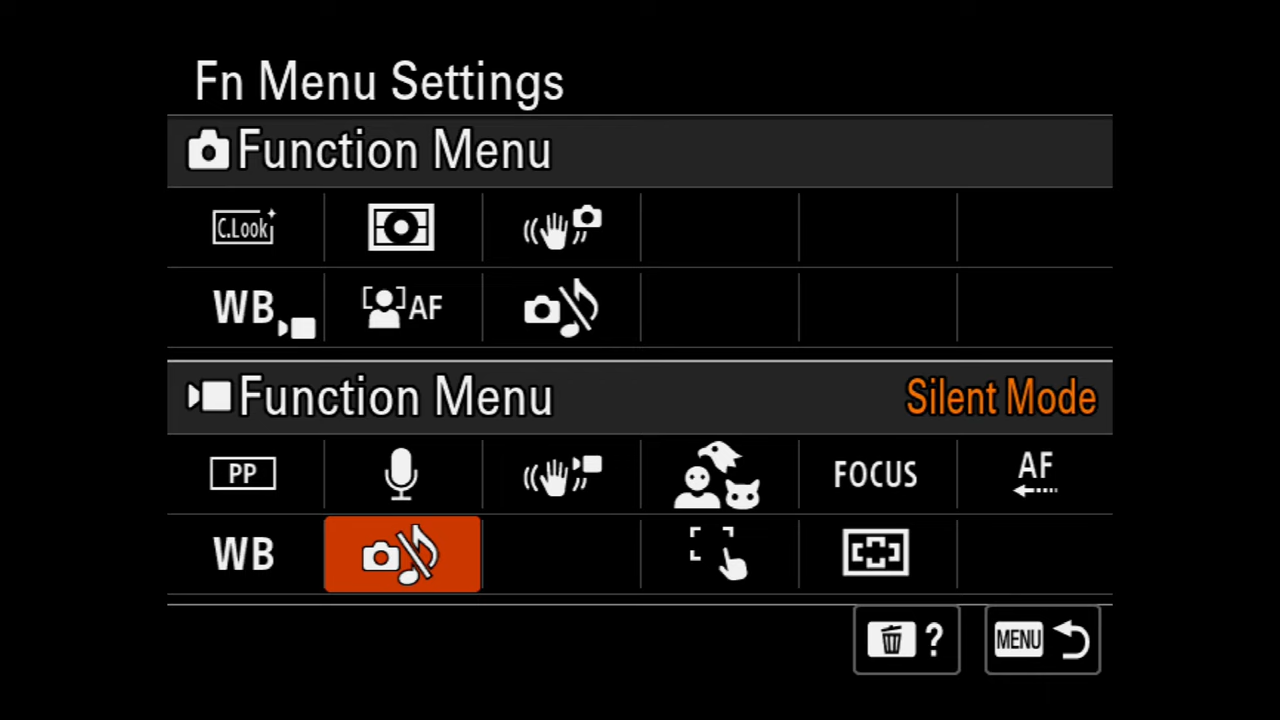 Fn Menu Settings
Function Menu
C.Look
WB AF
Function Menu Silent Mode
PP FOCUS AF
WB
? MENU